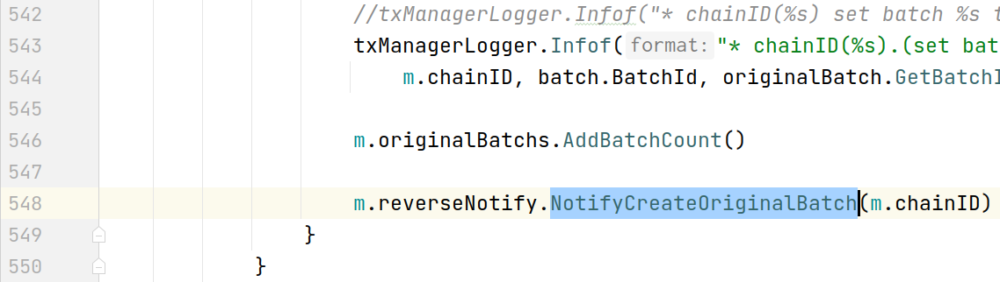 542 //txManagerLogger.Infof("* chainID(%s) set batch %s t
543 txManagerLogger.Infof( format: "* chainID(%s).(set bat
544 m.chainID, batch.BatchId, originalBatch.GetBatchI
545
546 m.originalBatchs.AddBatchCount()
547
548 m.reverseNotify.NotifyCreateOriginalBatch(m.chainID)
549 }
550 }